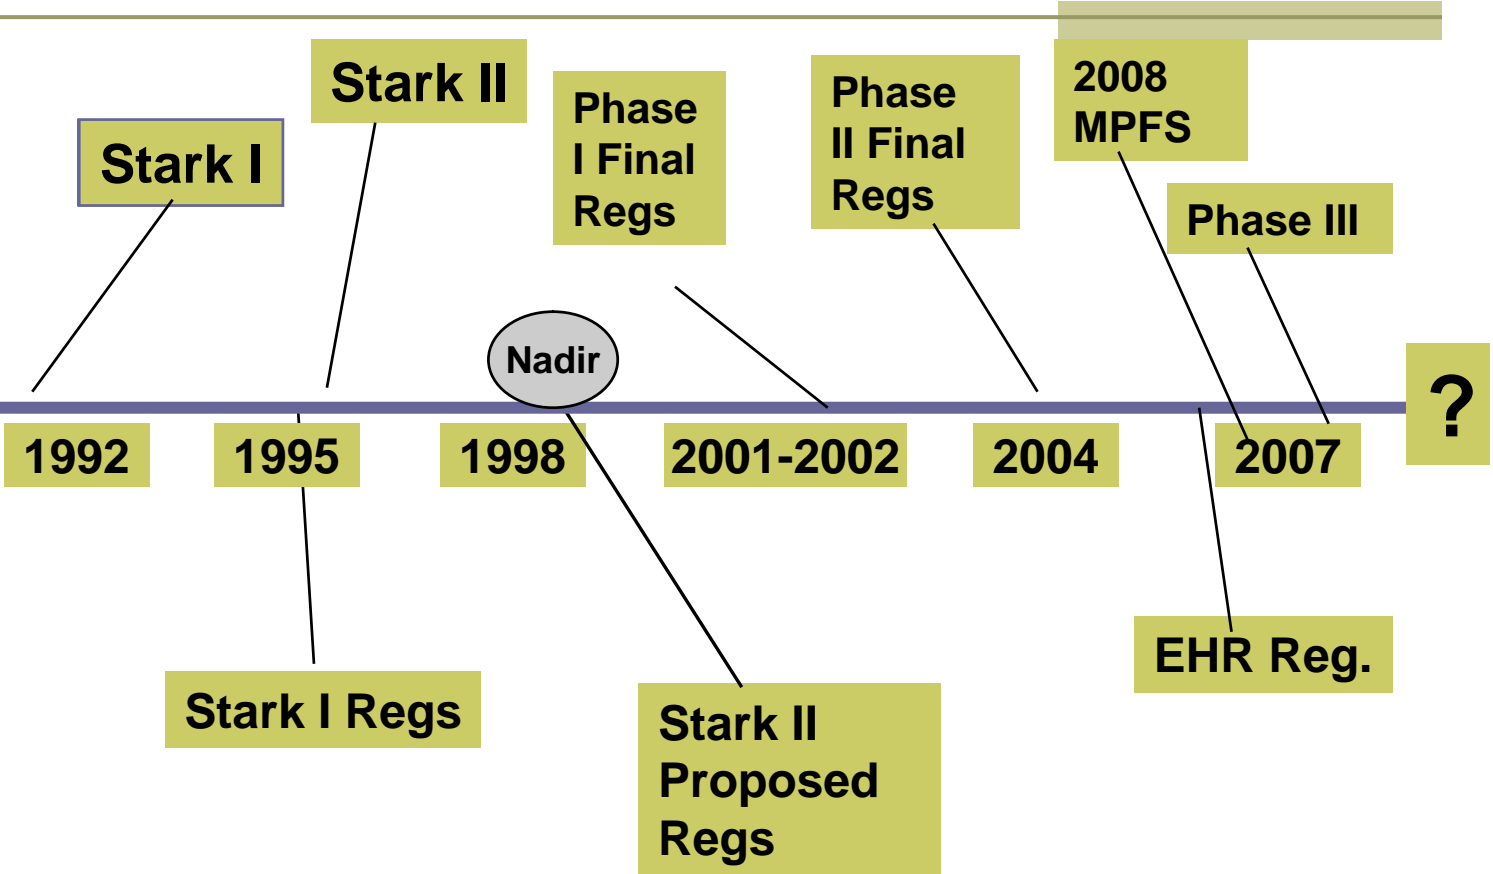 Stark I
Stark II
Phase
I Final
Regs
Phase
II Final
Regs
2008
MPFS
Phase III
Nadir
?
1992
1995
1998
2001-2002
2004
2007
Stark I Regs
Stark II
Proposed
Regs
EHR Reg.